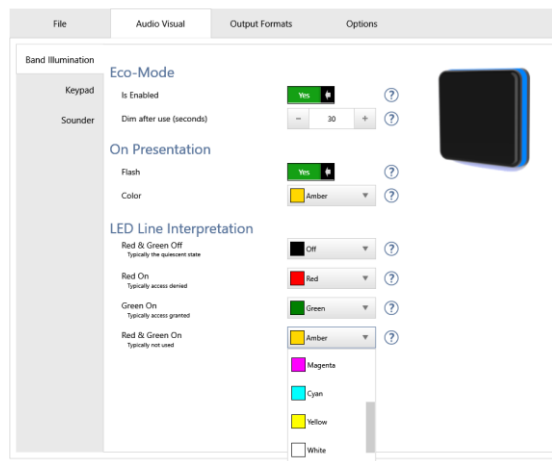 File Audio Visual Output Formats Options
Band Illumination
Keypad
Sounder
Eco-Mode
Is Enabled Yes ?
Dim after use (seconds) − 30 + ?
On Presentation
Flash Yes ?
Color Amber ?
LED Line Interpretation
Red & Green Off Off ?
Typically the quiescent state
Red On Red ?
Typically access denied
Green On Green ?
Typically access granted
Red & Green On Amber ?
Typically not used
Magenta
Cyan
Yellow
White